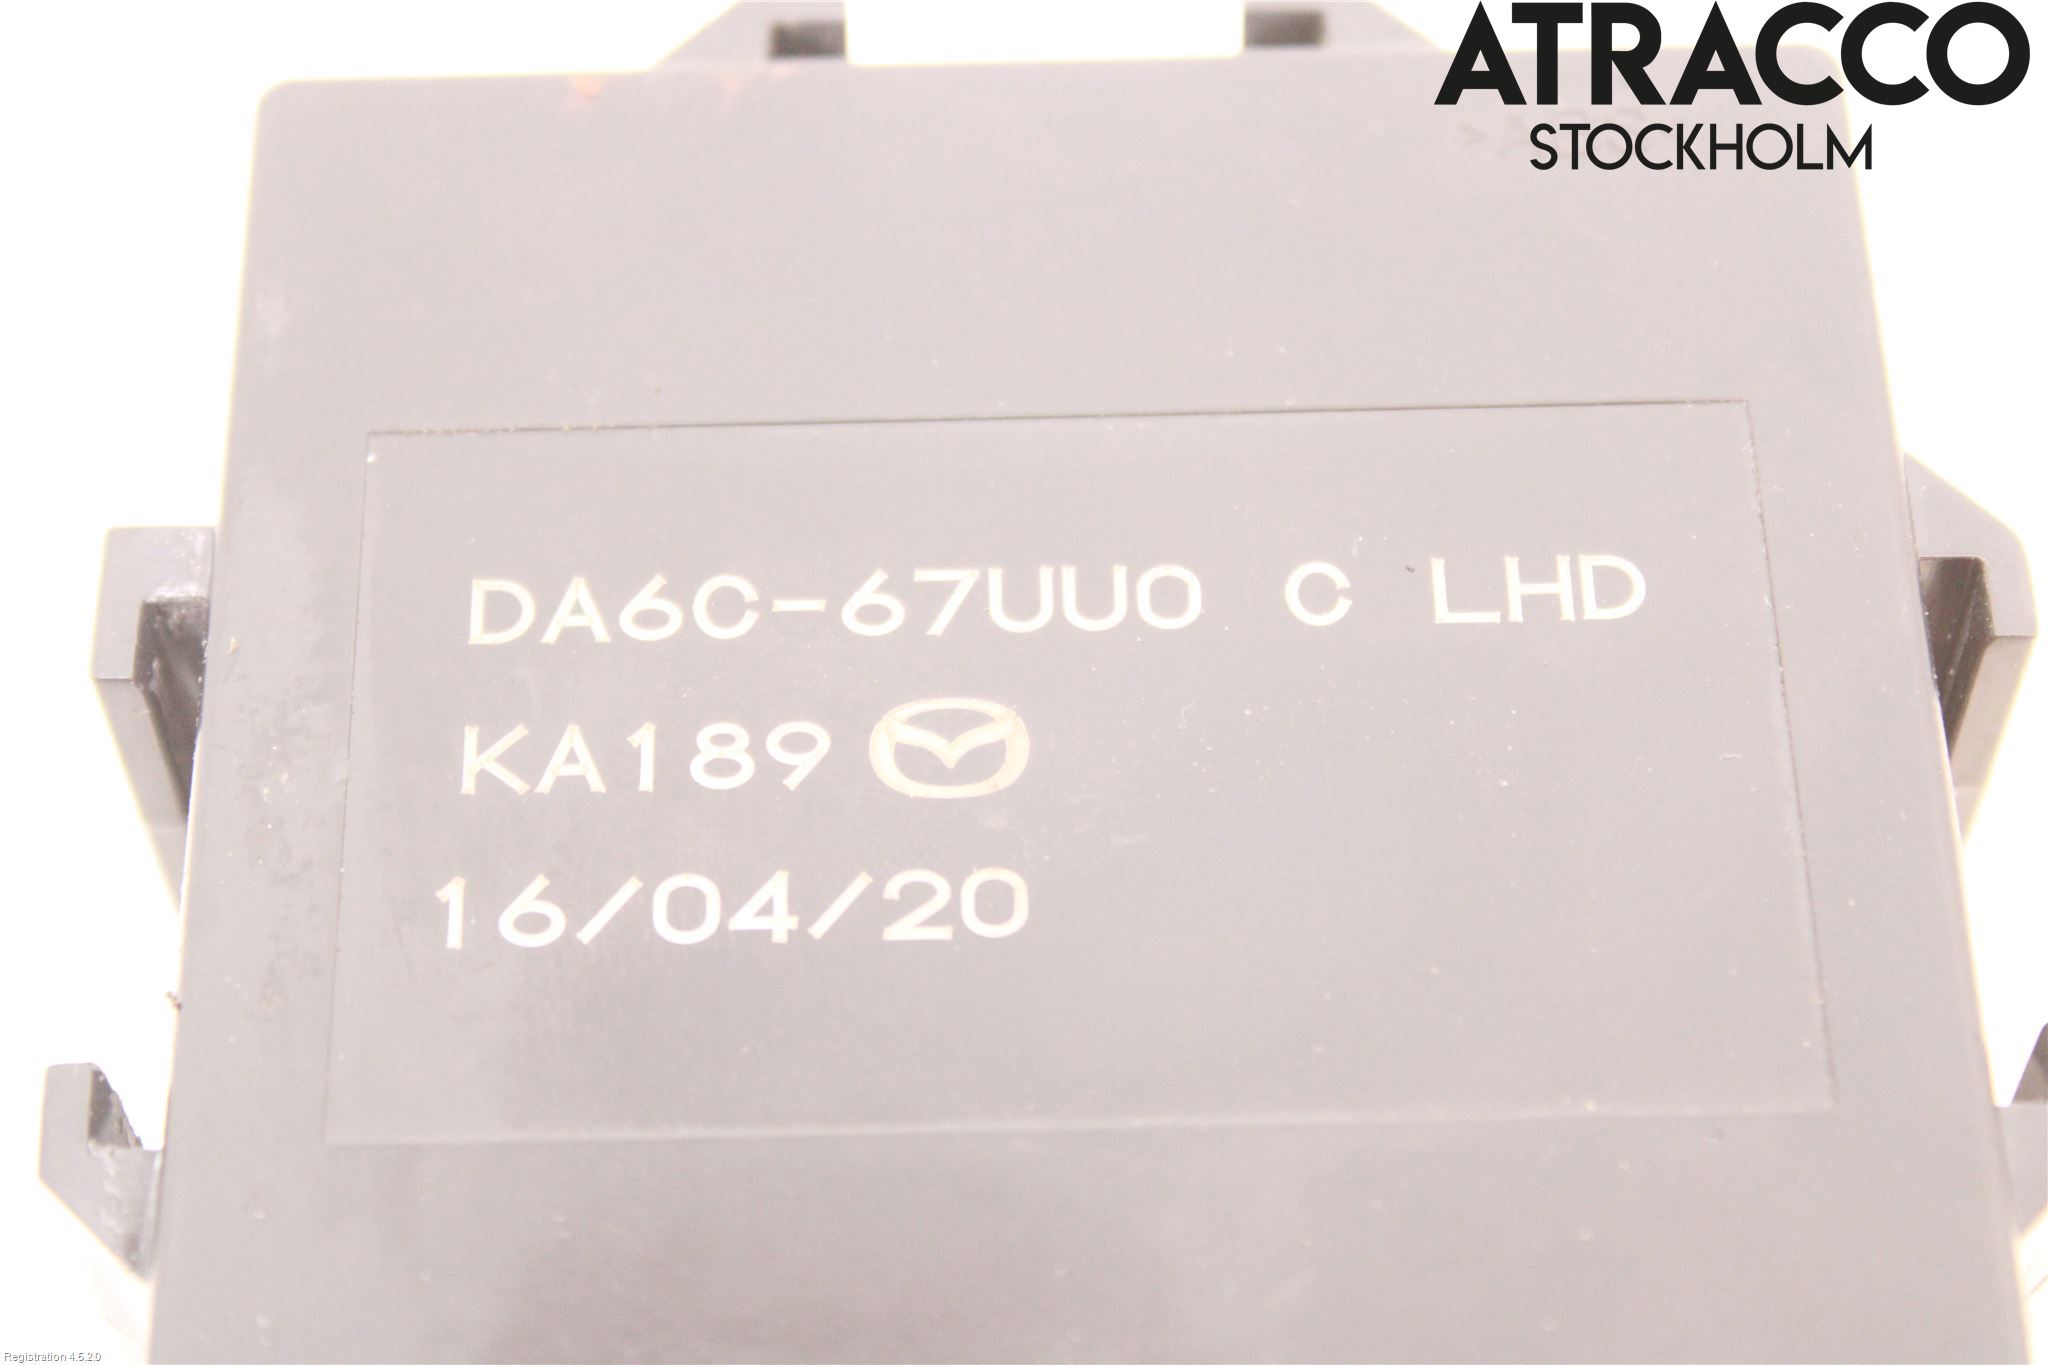 ATRACCO
STOCKHOLM
DA6C-67UU0 C LHD
KA189
16/04/20
Registration 4.5.2.0